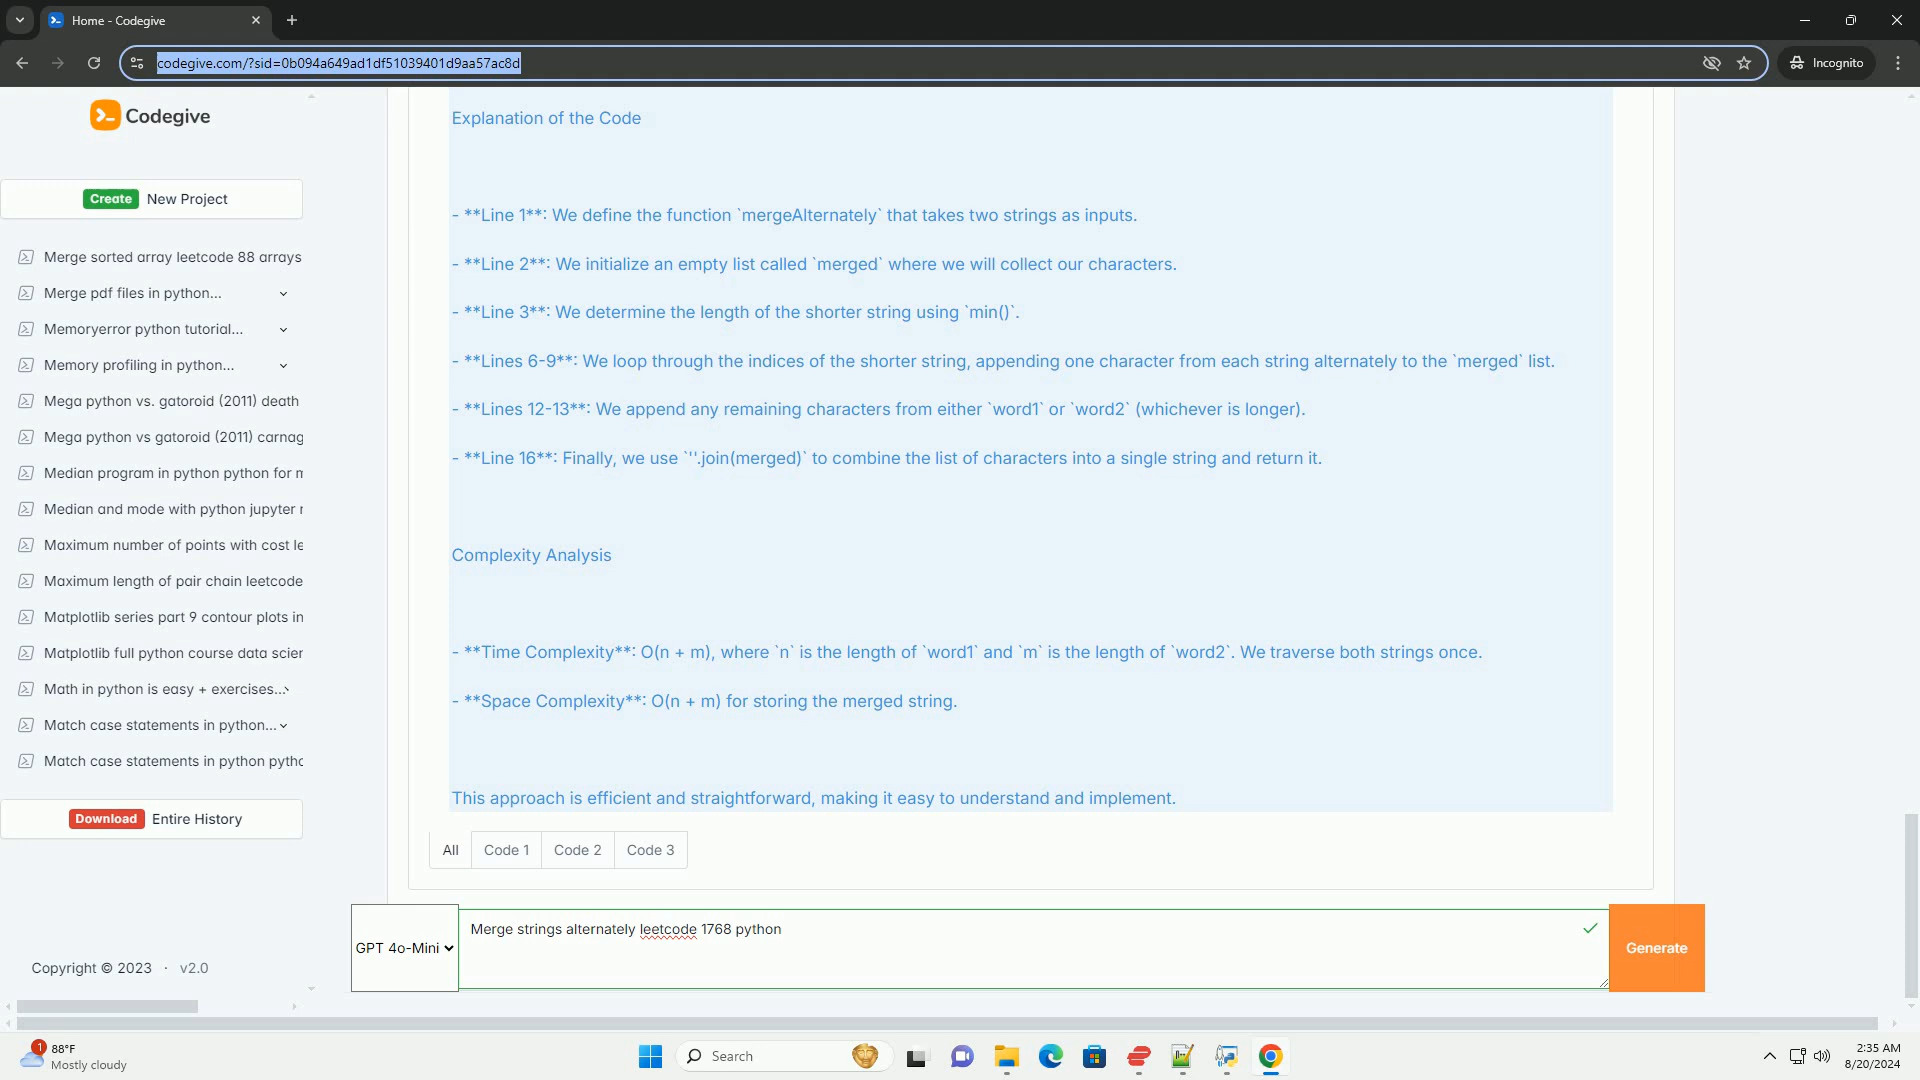 Home - Codegive
codegive.com/?sid=0b094a649ad1df51039401d9aa57ac8d
Incognito
Codegive
Create New Project
Merge sorted array leetcode 88 arrays
Merge pdf files in python...
Memoryerror python tutorial...
Memory profiling in python...
Mega python vs. gatoroid (2011) death
Mega python vs gatoroid (2011) carnag
Median program in python python for m
Median and mode with python jupyter r
Maximum number of points with cost le
Maximum length of pair chain leetcode
Matplotlib series part 9 contour plots in
Matplotlib full python course data scier
Math in python is easy + exercises...
Match case statements in python...
Match case statements in python pytho
Download Entire History
Copyright © 2023 · v2.0
Explanation of the Code
- **Line 1**: We define the function `mergeAlternately` that takes two strings as inputs.
- **Line 2**: We initialize an empty list called `merged` where we will collect our characters.
- **Line 3**: We determine the length of the shorter string using `min()`.
- **Lines 6-9**: We loop through the indices of the shorter string, appending one character from each string alternately to the `merged` list.
- **Lines 12-13**: We append any remaining characters from either `word1` or `word2` (whichever is longer).
- **Line 16**: Finally, we use `''.join(merged)` to combine the list of characters into a single string and return it.
Complexity Analysis
- **Time Complexity**: O(n + m), where `n` is the length of `word1` and `m` is the length of `word2`. We traverse both strings once.
- **Space Complexity**: O(n + m) for storing the merged string.
This approach is efficient and straightforward, making it easy to understand and implement.
All Code 1 Code 2 Code 3
GPT 4o-Mini
Merge strings alternately leetcode 1768 python
Generate
1
88°F
Mostly cloudy
Search
2:35 AM
8/20/2024